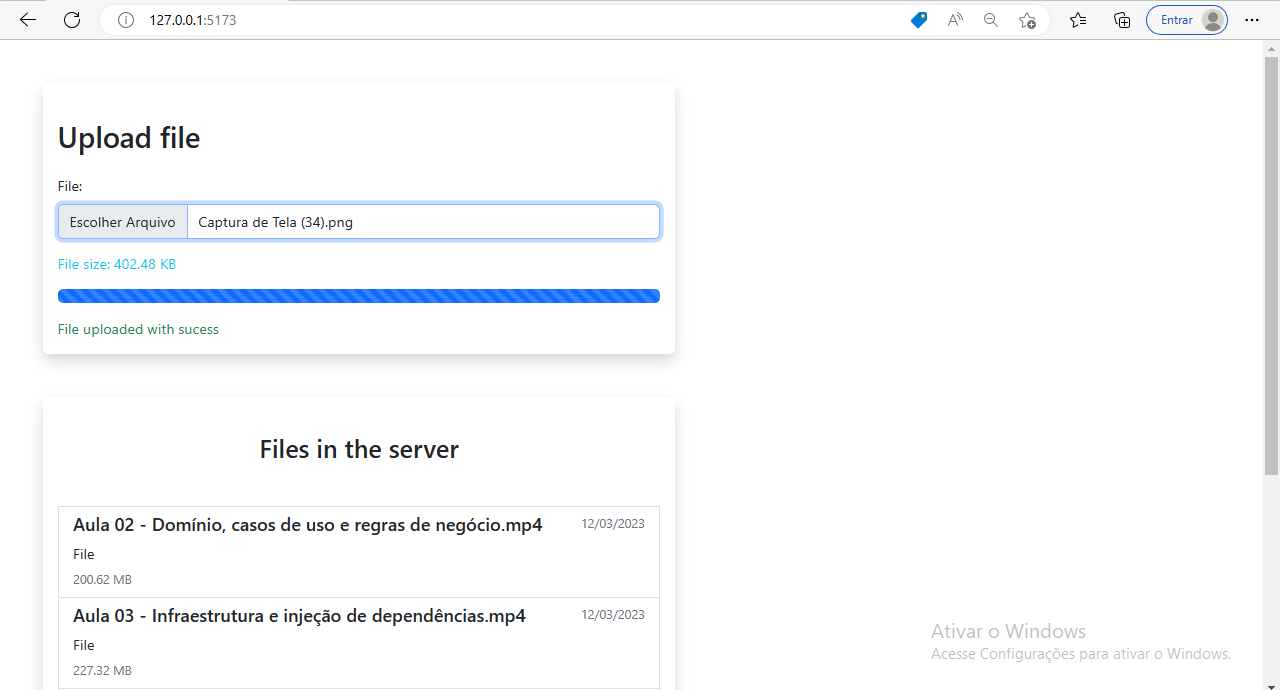 127.0.0.1:5173
Entrar
Upload file
File:
Escolher Arquivo Captura de Tela (34).png
File size: 402.48 KB
File uploaded with sucess
Files in the server
Aula 02 - Domínio, casos de uso e regras de negócio.mp4 12/03/2023
File
200.62 MB
Aula 03 - Infraestrutura e injeção de dependências.mp4 12/03/2023
File
227.32 MB
Ativar o Windows
Acesse Configurações para ativar o Windows.